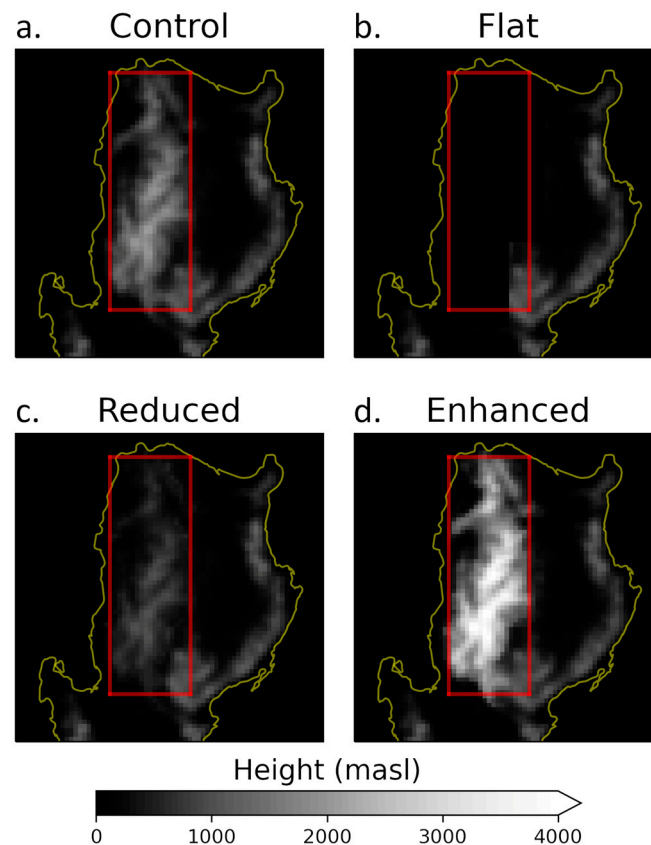 a. Control
b. Flat
c. Reduced
d. Enhanced
Height (masl)
0 1000 2000 3000 4000